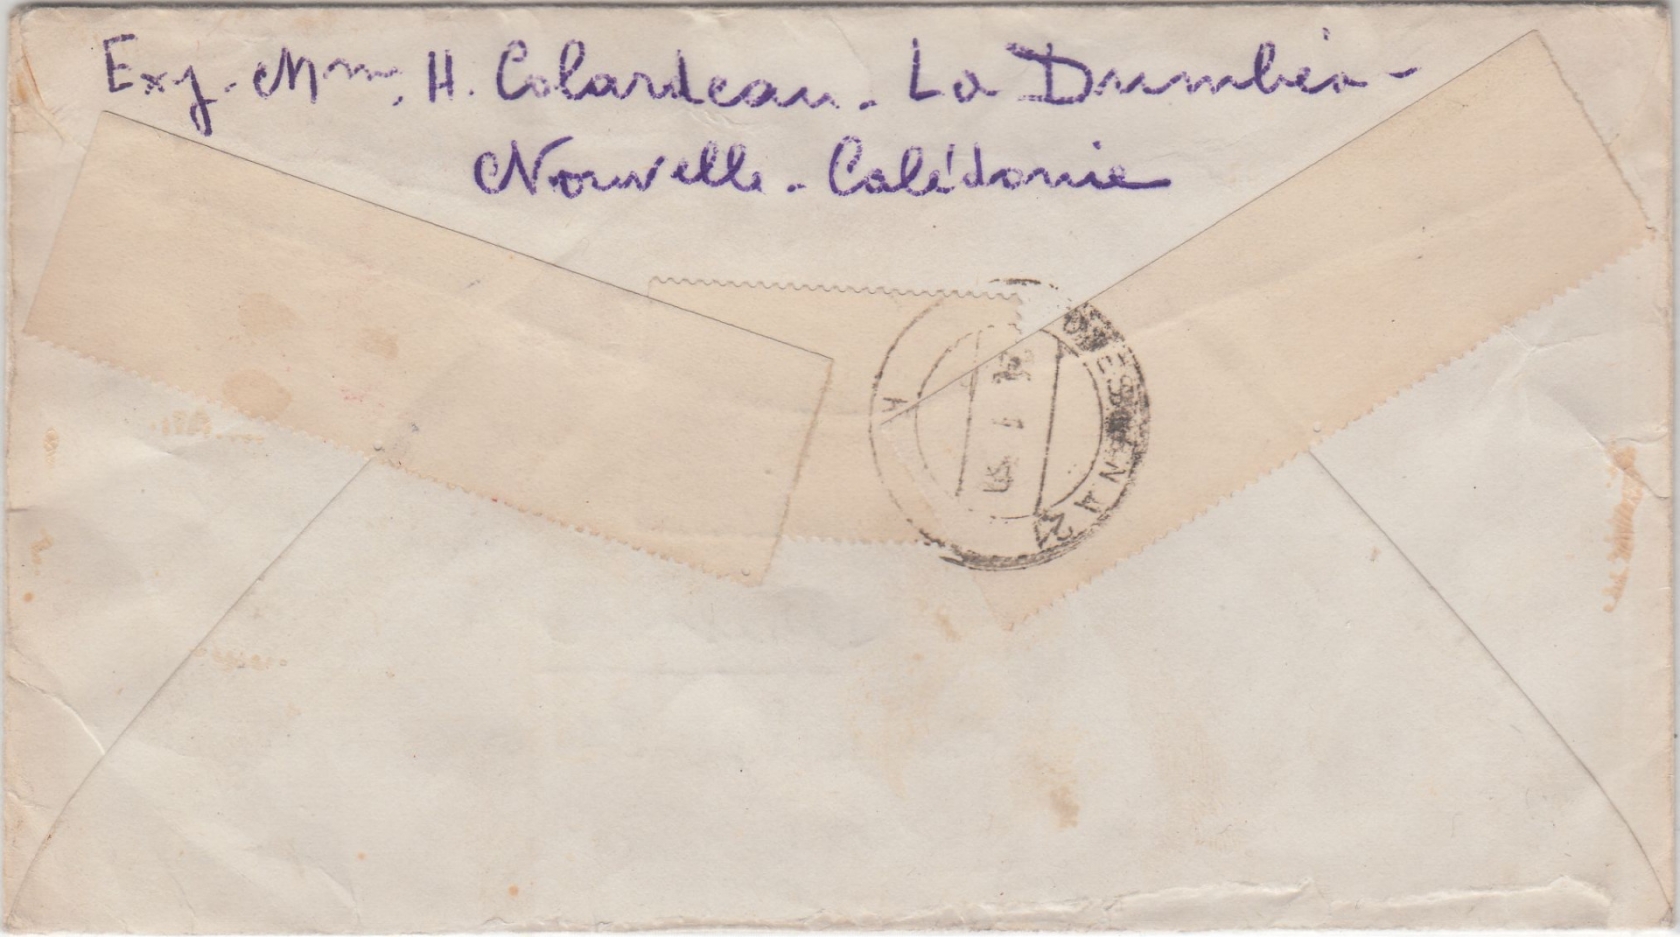 Exp. Mme. H. Colardeau. La Dumbéa -
Nouvelle - Calédonie